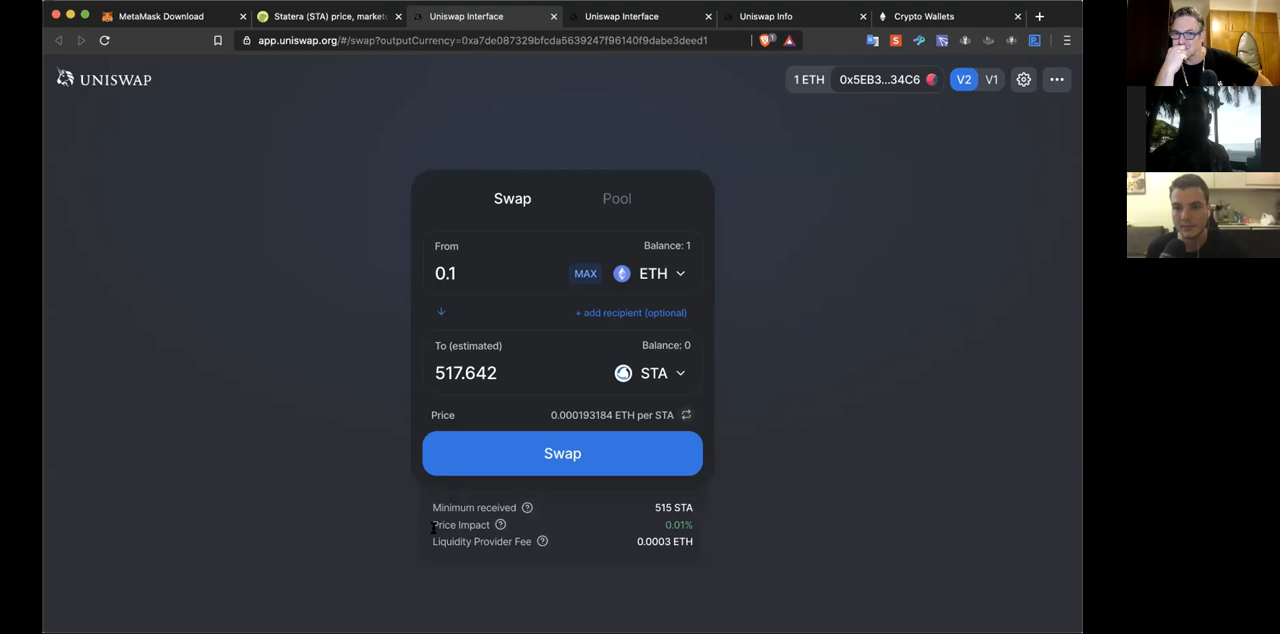 MetaMask Download
Statera (STA) price, market
Uniswap Interface
Uniswap Interface
Uniswap Info
Crypto Wallets
app.uniswap.org/#/swap?outputCurrency=0xa7de087329bfcda5639247f96140f9dabe3deed1
UNISWAP
1 ETH 0x5EB3...34C6 V2 V1
Swap Pool
From Balance: 1
0.1 MAX ETH
+ add recipient (optional)
To (estimated) Balance: 0
517.642 STA
Price 0.000193184 ETH per STA
Swap
Minimum received 515 STA
Price Impact 0.01%
Liquidity Provider Fee 0.0003 ETH